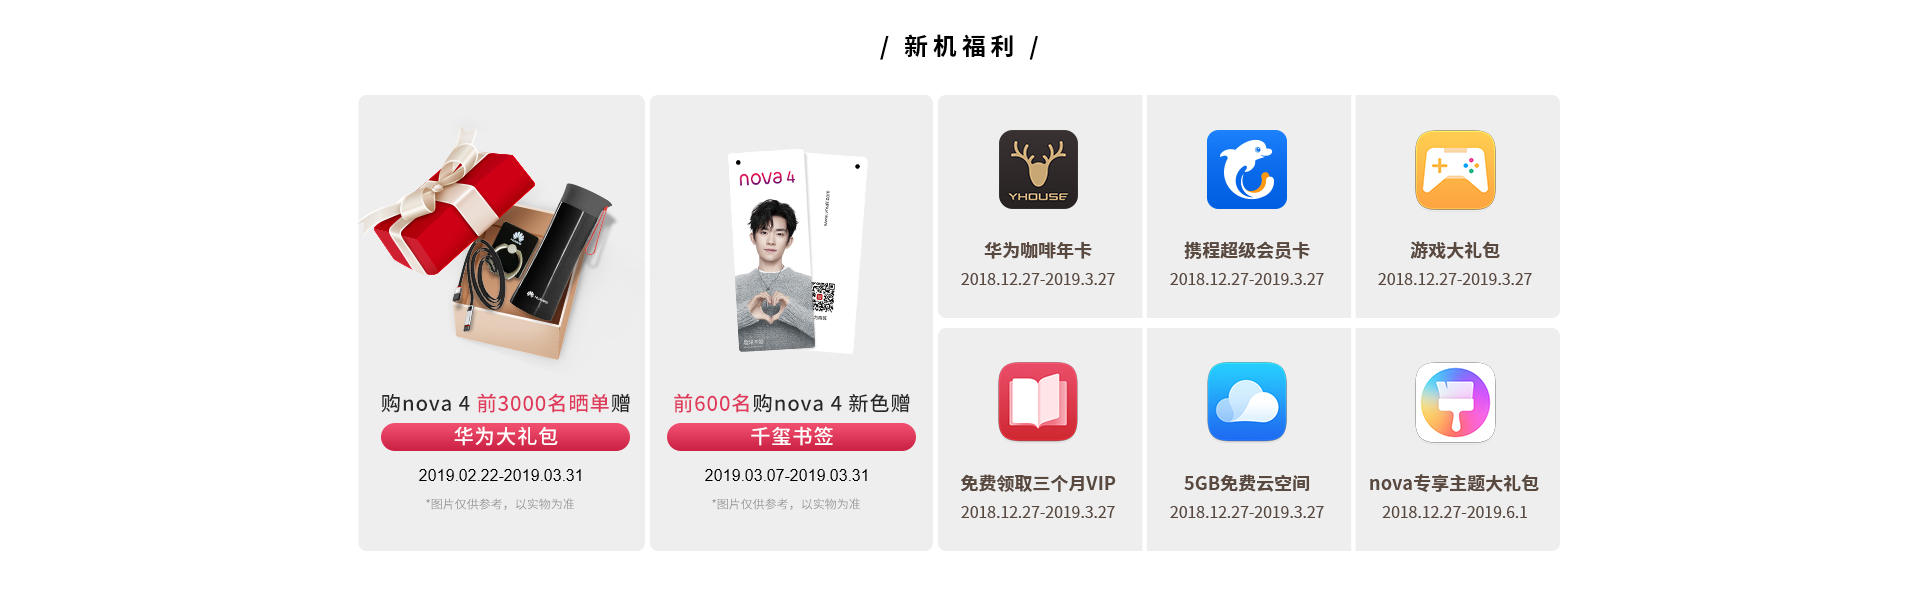 / 新机福利 /
购nova 4 前3000名晒单赠
华为大礼包
2019.02.22-2019.03.31
*图片仅供参考，以实物为准
nova 4
前600名购nova 4 新色赠
千玺书签
2019.03.07-2019.03.31
*图片仅供参考，以实物为准
YHOUSE
华为咖啡年卡
2018.12.27-2019.3.27
携程超级会员卡
2018.12.27-2019.3.27
游戏大礼包
2018.12.27-2019.3.27
免费领取三个月VIP
2018.12.27-2019.3.27
5GB免费云空间
2018.12.27-2019.3.27
nova专享主题大礼包
2018.12.27-2019.6.1